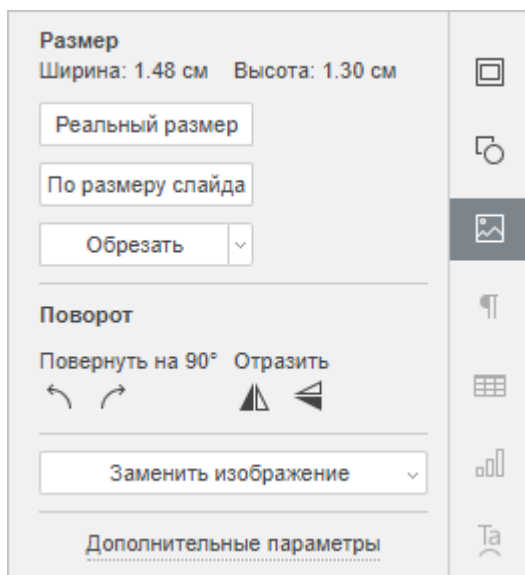 Размер
Ширина: 1.48 см Высота: 1.30 см
Реальный размер
По размеру слайда
Обрезать
Поворот
Повернуть на 90° Отразить
Заменить изображение
Дополнительные параметры
Ta